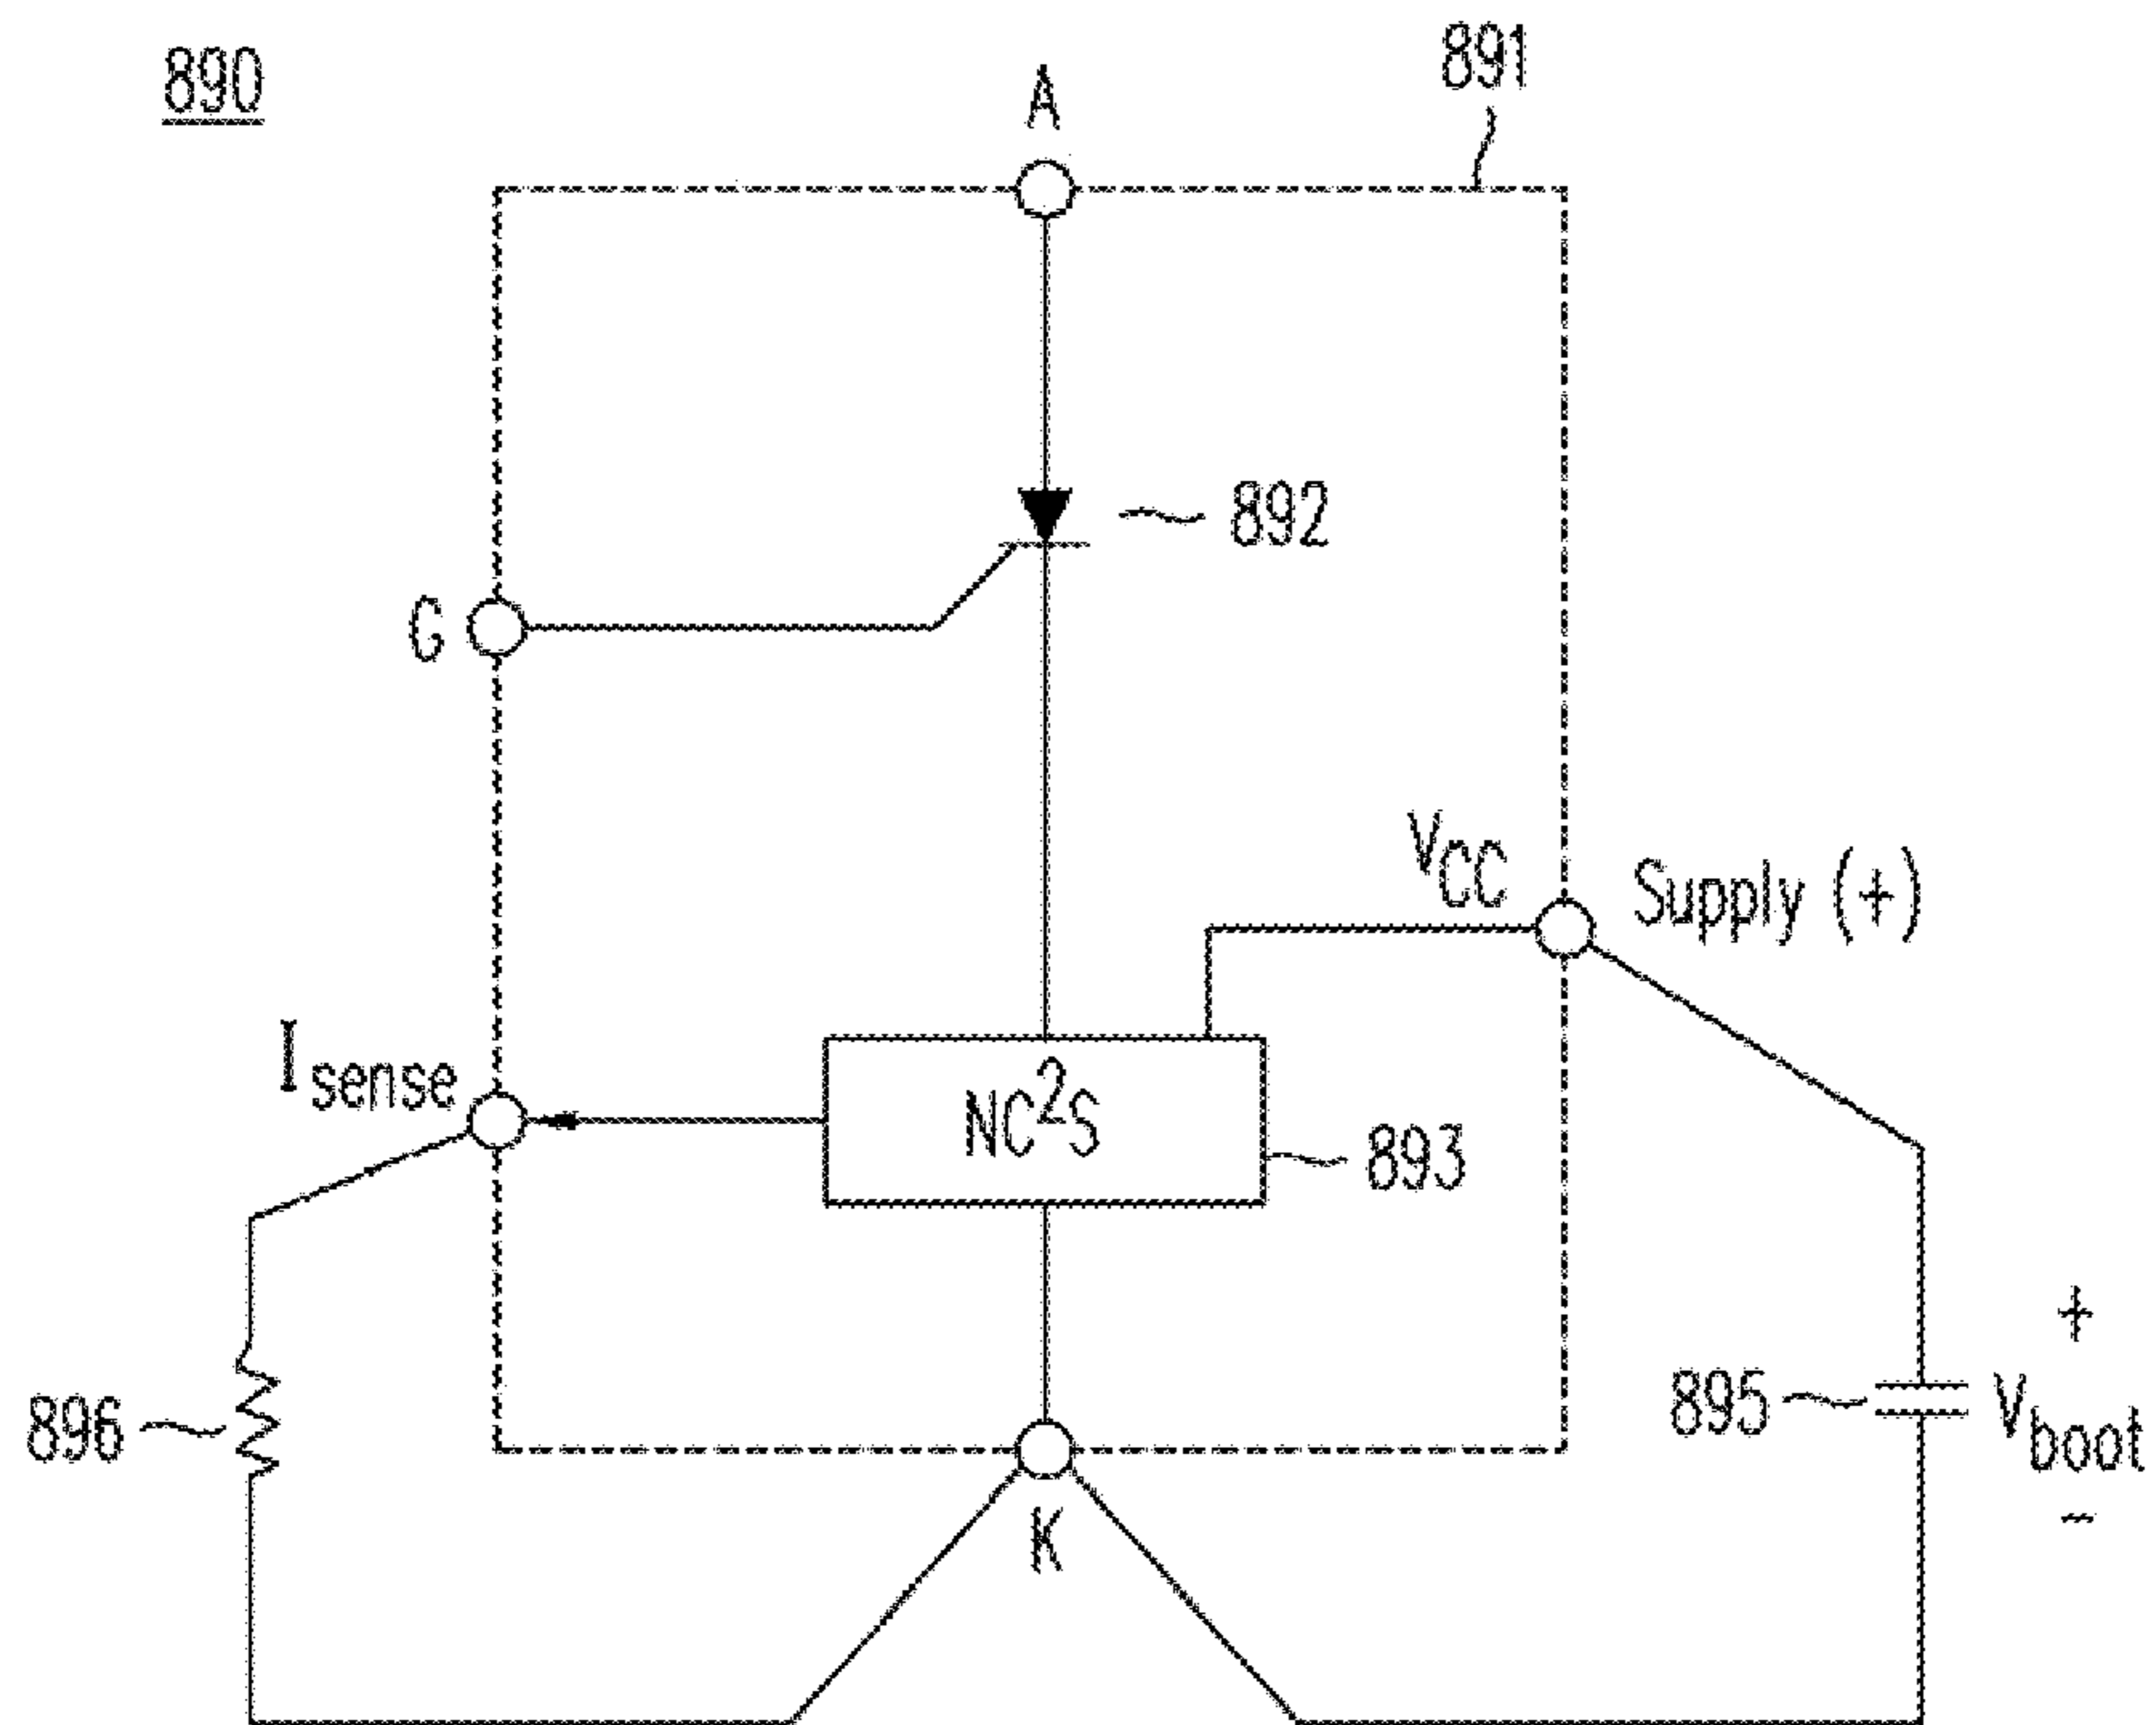 890
891
A
892
G
VCC
Supply (+)
Isense
NC²S
893
+
896
895
Vboot
-
K